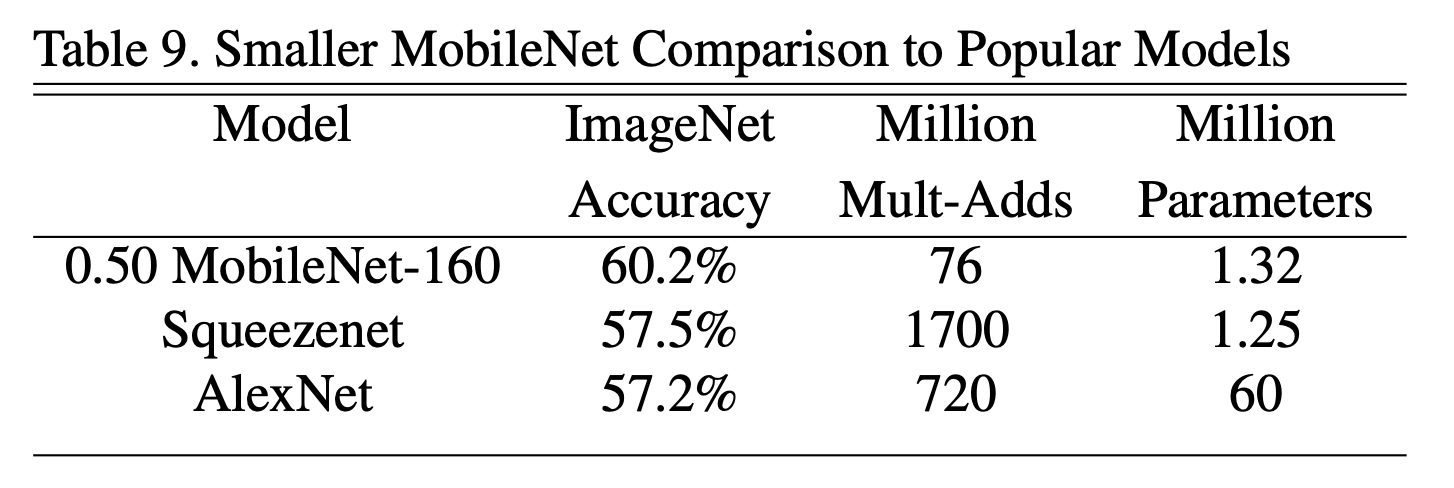 Table 9. Smaller MobileNet Comparison to Popular Models
Model ImageNet Million Million
Accuracy Mult-Adds Parameters
0.50 MobileNet-160 60.2% 76 1.32
Squeezenet 57.5% 1700 1.25
AlexNet 57.2% 720 60